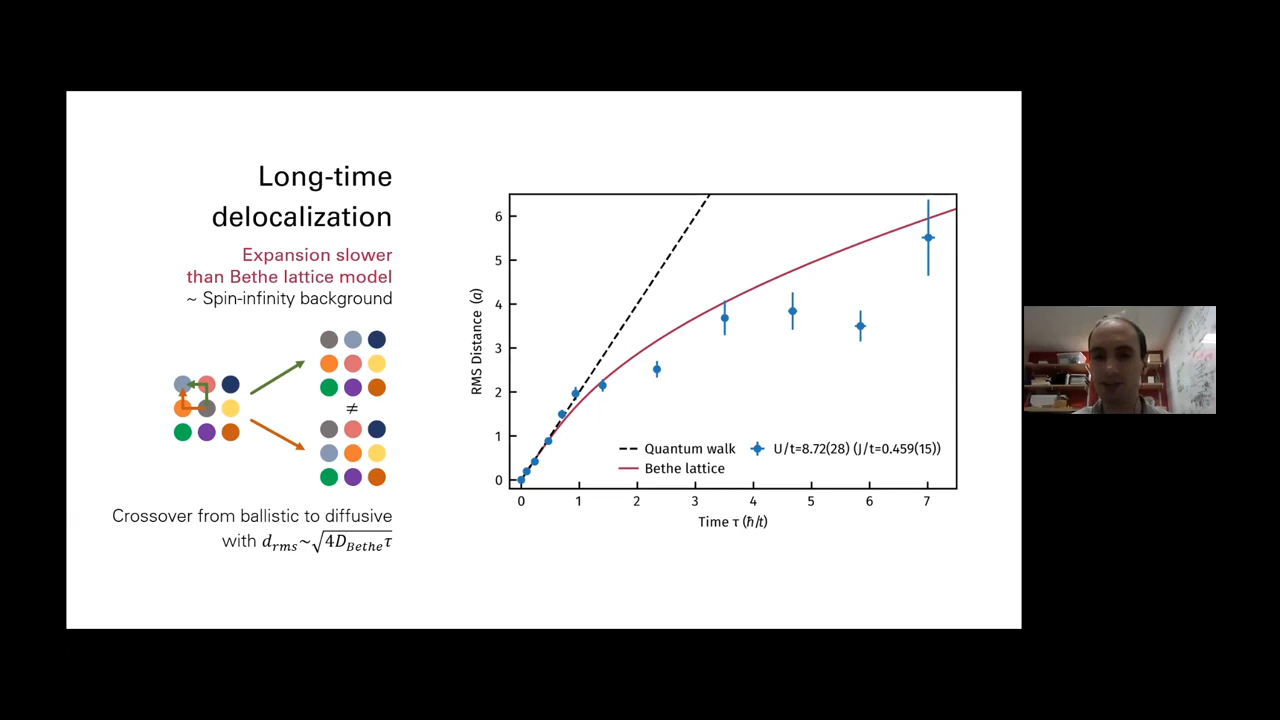 Long-time
delocalization
Expansion slower
than Bethe lattice model
~ Spin-infinity background
≠
Crossover from ballistic to diffusive
with d_rms~√4D_Betheτ
RMS Distance (a)
6
5
4
3
2
1
0
0 1 2 3 4 5 6 7
Time τ (ħ/t)
Quantum walk
Bethe lattice
U/t=8.72(28) (J/t=0.459(15))